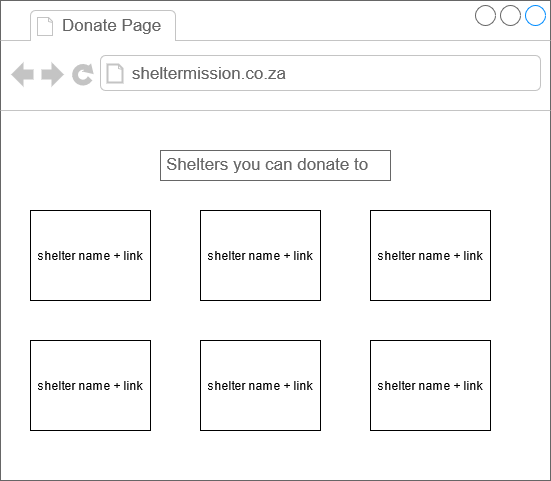 Donate Page
sheltermission.co.za
Shelters you can donate to
shelter name + link
shelter name + link
shelter name + link
shelter name + link
shelter name + link
shelter name + link